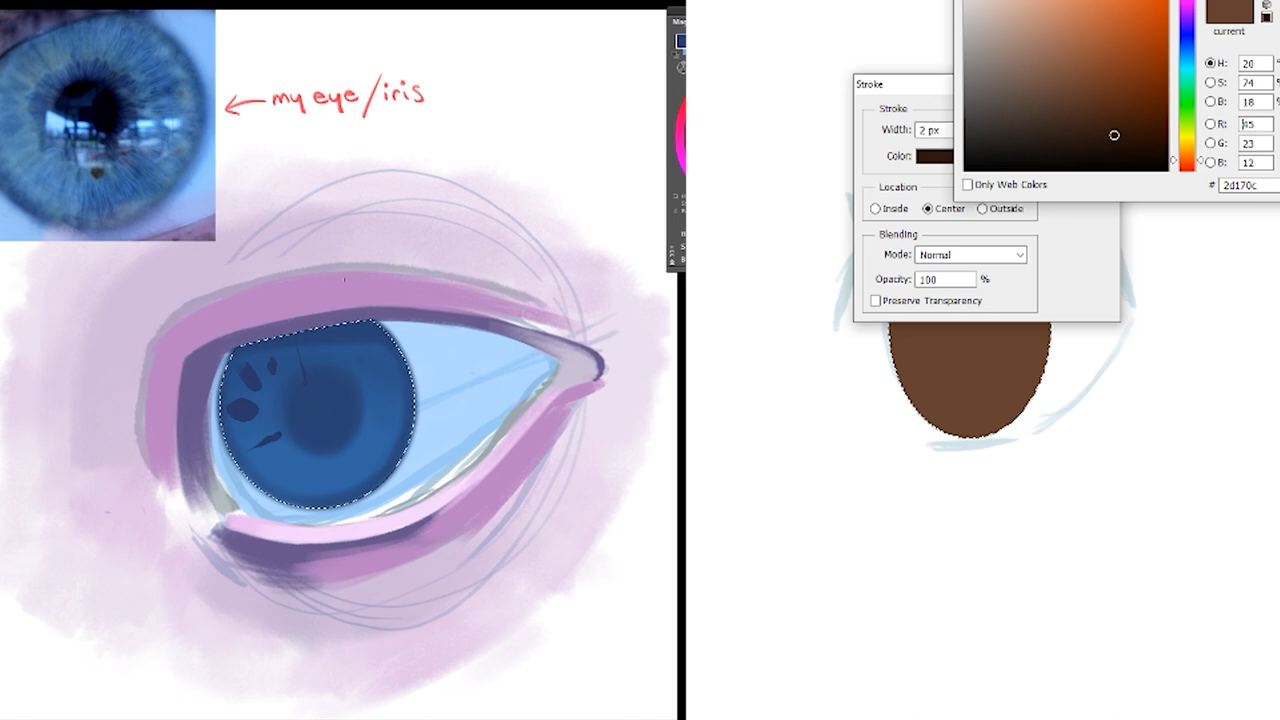 my eye/iris
Stroke
Stroke
Width: 2 px
Color:
Location
Inside Center Outside
Blending
Mode: Normal
Opacity: 100 %
Preserve Transparency
current
H: 20 °
S: 74 %
B: 18 %
R: 45
G: 23
B: 12
Only Web Colors
# 2d170c